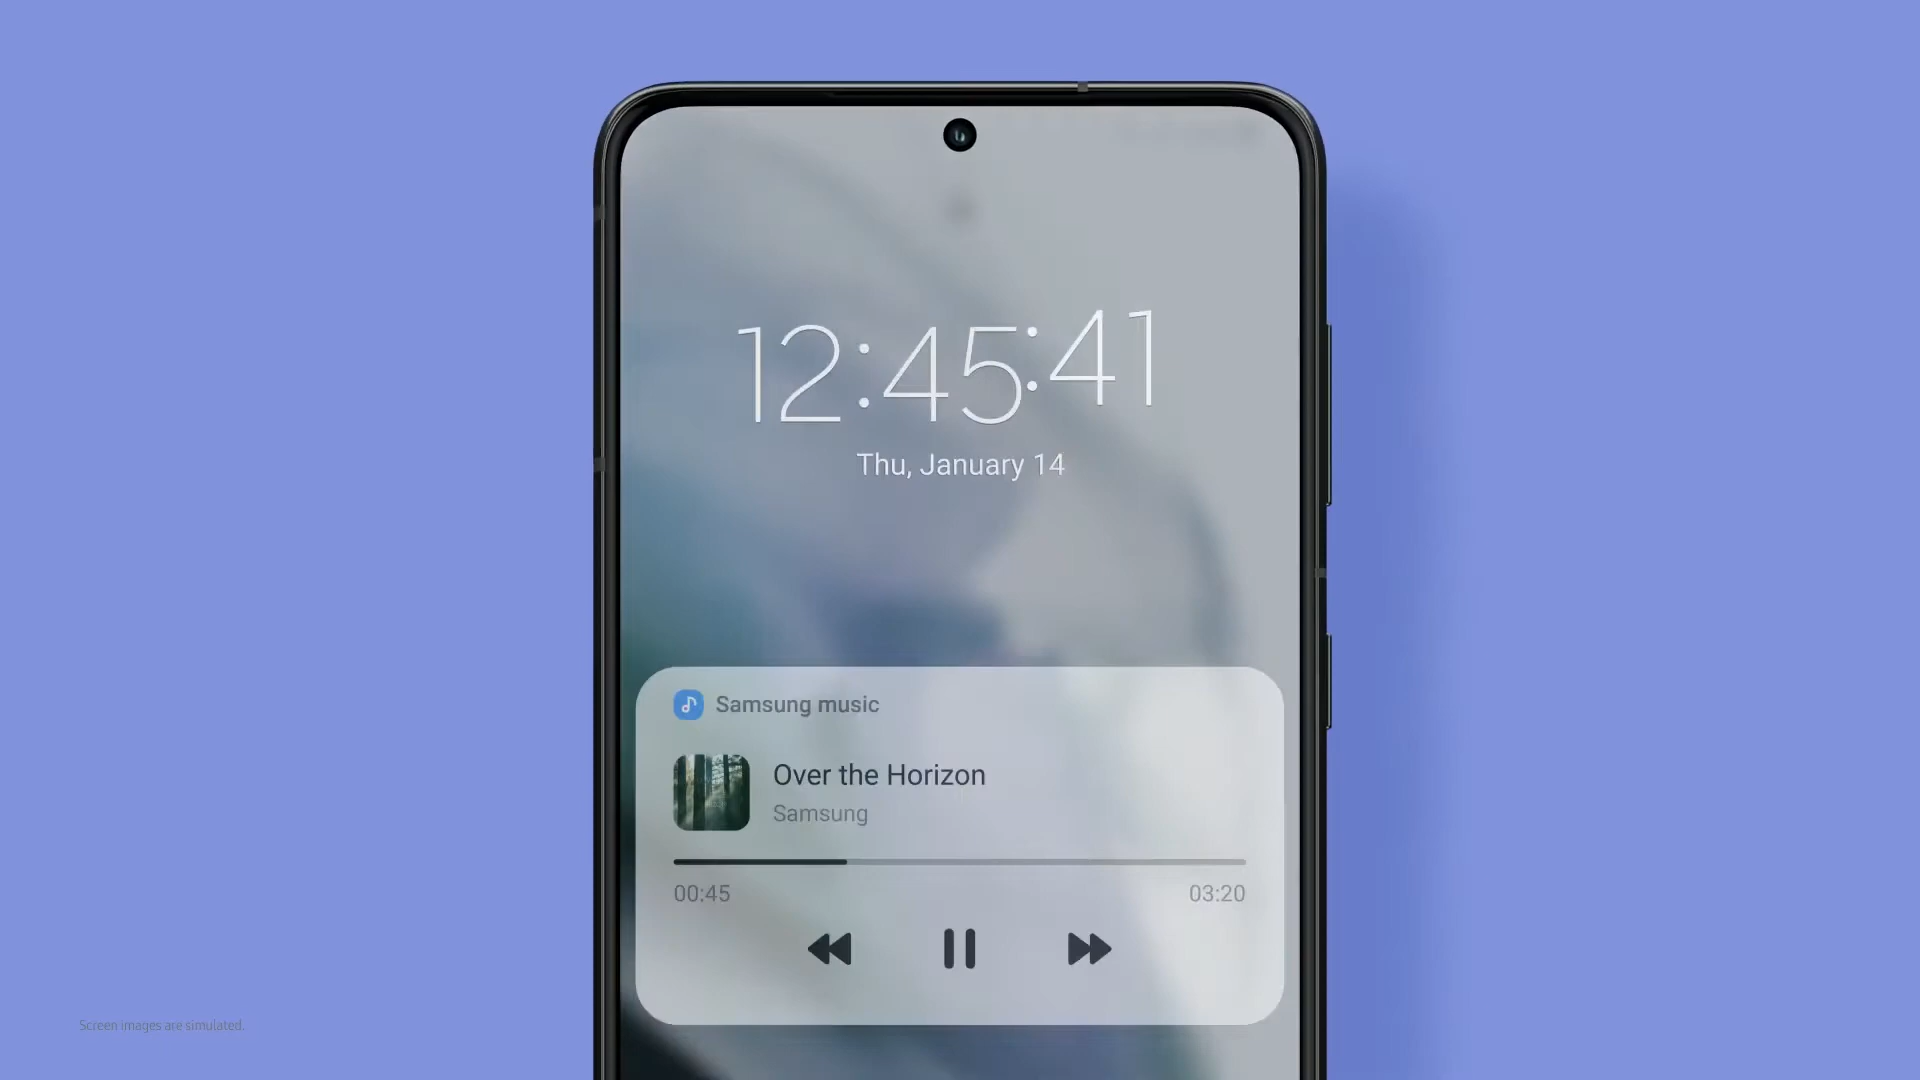 12:45:41
Thu, January 14
Samsung music
Over the Horizon
Samsung
00:45
03:20
Screen images are simulated.